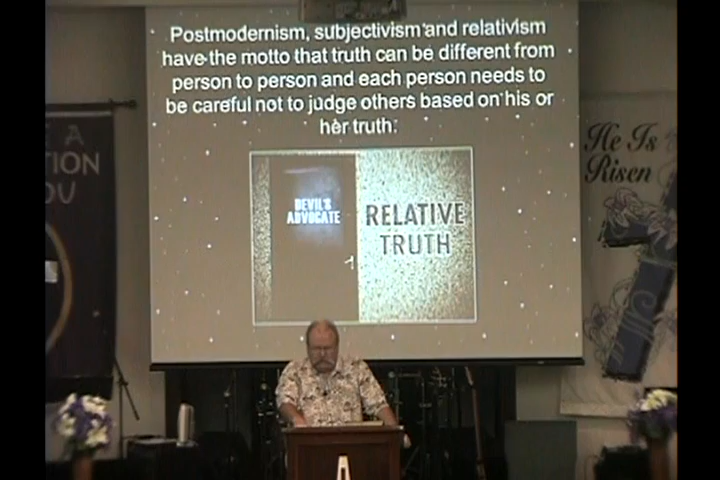 Postmodernism, subjectivism and relativism
have the motto that truth can be different from
person to person and each person needs to
be careful not to judge others based on his or
her truth.
DEVIL'S
ADVOCATE
RELATIVE
TRUTH
A
TION
OU
He Is
Risen
A